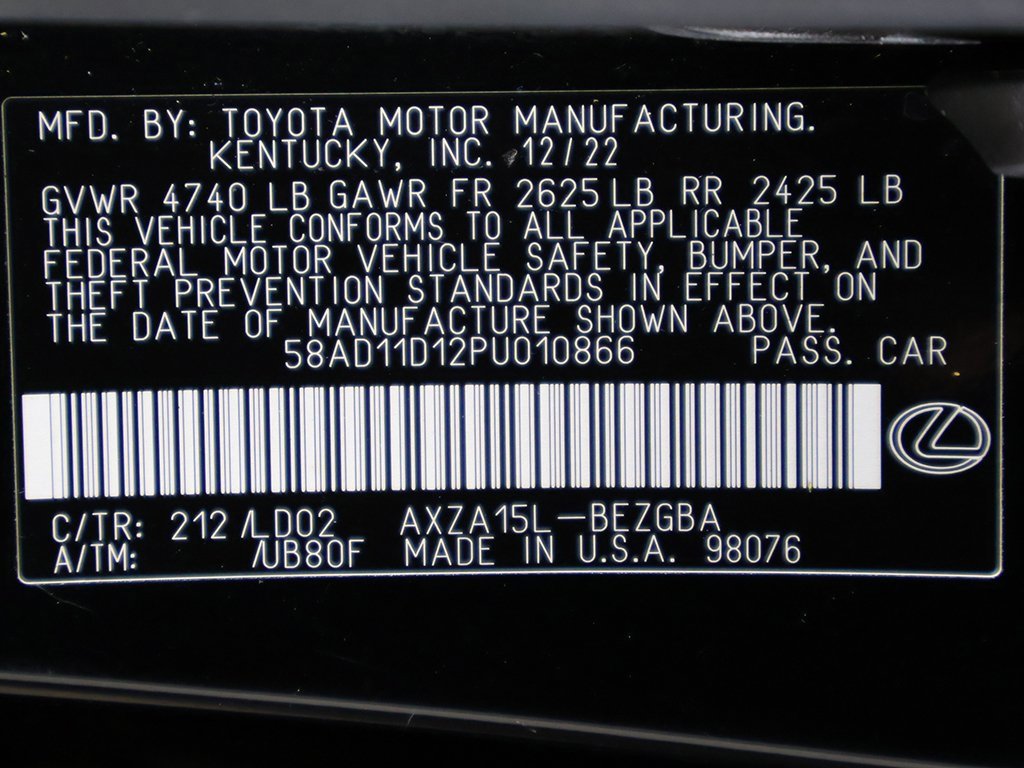 MFD. BY: TOYOTA MOTOR MANUFACTURING.
KENTUCKY, INC. 12/22
GVWR 4740 LB GAWR FR 2625 LB RR 2425 LB
THIS VEHICLE CONFORMS TO ALL APPLICABLE
FEDERAL MOTOR VEHICLE SAFETY, BUMPER, AND
THEFT PREVENTION STANDARDS IN EFFECT ON
THE DATE OF MANUFACTURE SHOWN ABOVE.
58AD11D12PU010866 PASS. CAR
C/TR: 212 /LD02 AXZA15L-BEZGBA
A/TM: /UB80F MADE IN U.S.A. 98076